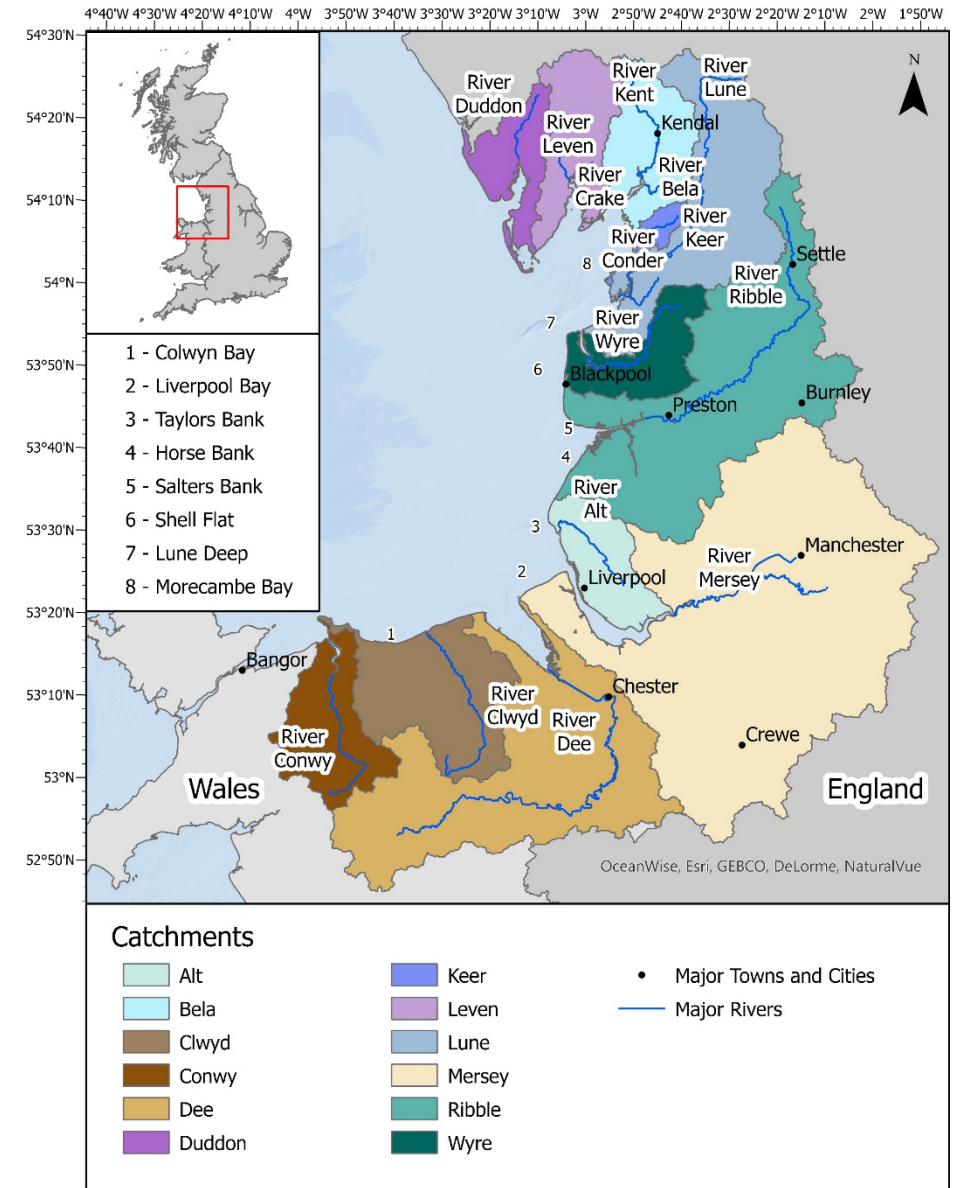 4°40'W 4°30'W 4°20'W 4°10'W 4°W 3°50'W 3°40'W 3°30'W 3°20'W 3°10'W 3°W 2°50'W 2°40'W 2°30'W 2°20'W 2°10'W 2°W 1°50'W
54°30'N
54°20'N
54°10'N
54°N
53°50'N
53°40'N
53°30'N
53°20'N
53°10'N
53°N
52°50'N
1 - Colwyn Bay
2 - Liverpool Bay
3 - Taylors Bank
4 - Horse Bank
5 - Salters Bank
6 - Shell Flat
7 - Lune Deep
8 - Morecambe Bay
N
River
Duddon
River
Leven
River
Kent
River
Lune
Kendal
River
Crake
River
Bela
River
Keer
River
Conder
8
Settle
River
Ribble
7
River
Wyre
6
Blackpool
Preston
Burnley
5
4
River
Alt
3
Manchester
River
Mersey
2
Liverpool
1
Bangor
Chester
River
Clwyd
River
Dee
River
Conwy
Crewe
Wales
England
OceanWise, Esri, GEBCO, DeLorme, NaturalVue
Catchments
Alt
Bela
Clwyd
Conwy
Dee
Duddon
Keer
Leven
Lune
Mersey
Ribble
Wyre
Major Towns and Cities
Major Rivers